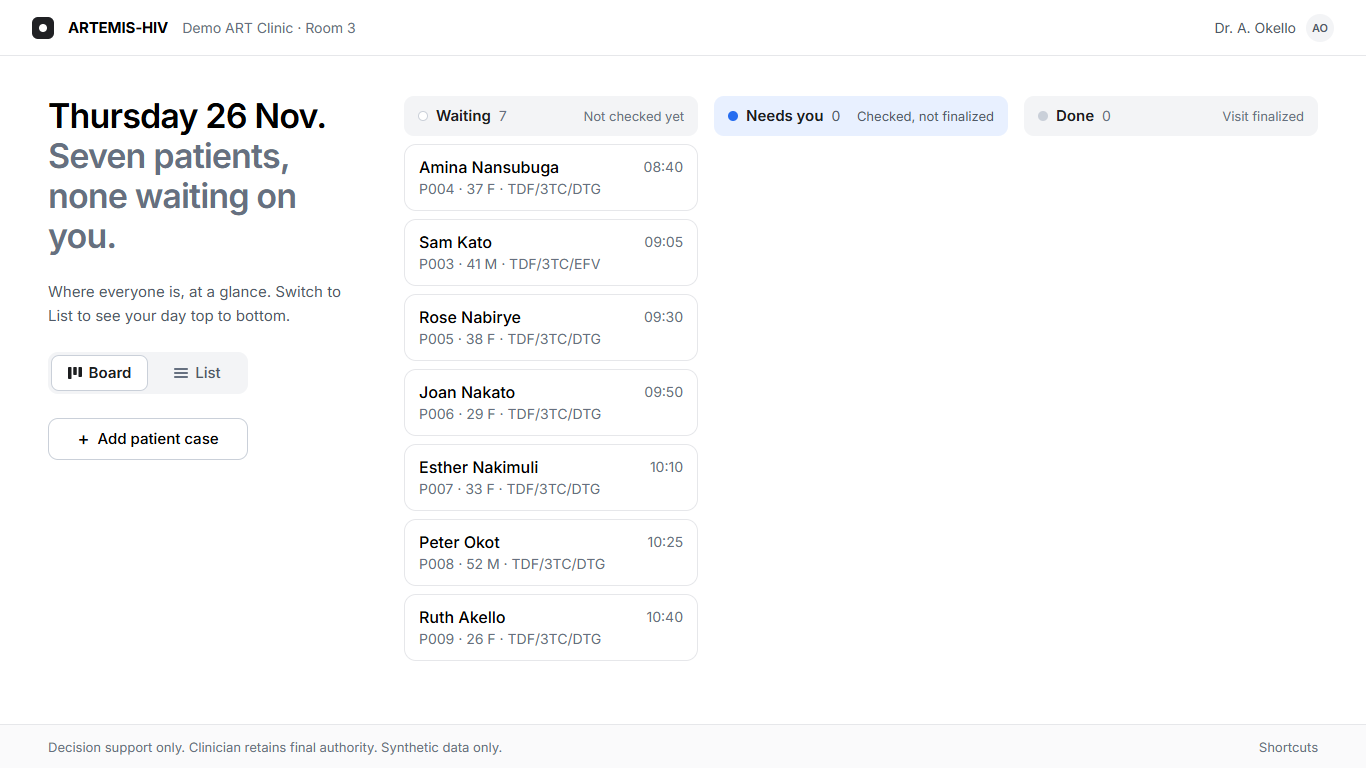 ARTEMIS-HIV Demo ART Clinic · Room 3
Dr. A. Okello AO
Thursday 26 Nov.
Seven patients,
none waiting on
you.
Where everyone is, at a glance. Switch to
List to see your day top to bottom.
Board List
+ Add patient case
Waiting 7 Not checked yet
Amina Nansubuga 08:40
P004 · 37 F · TDF/3TC/DTG
Sam Kato 09:05
P003 · 41 M · TDF/3TC/EFV
Rose Nabirye 09:30
P005 · 38 F · TDF/3TC/DTG
Joan Nakato 09:50
P006 · 29 F · TDF/3TC/DTG
Esther Nakimuli 10:10
P007 · 33 F · TDF/3TC/DTG
Peter Okot 10:25
P008 · 52 M · TDF/3TC/DTG
Ruth Akello 10:40
P009 · 26 F · TDF/3TC/DTG
Needs you 0 Checked, not finalized
Done 0 Visit finalized
Decision support only. Clinician retains final authority. Synthetic data only.
Shortcuts